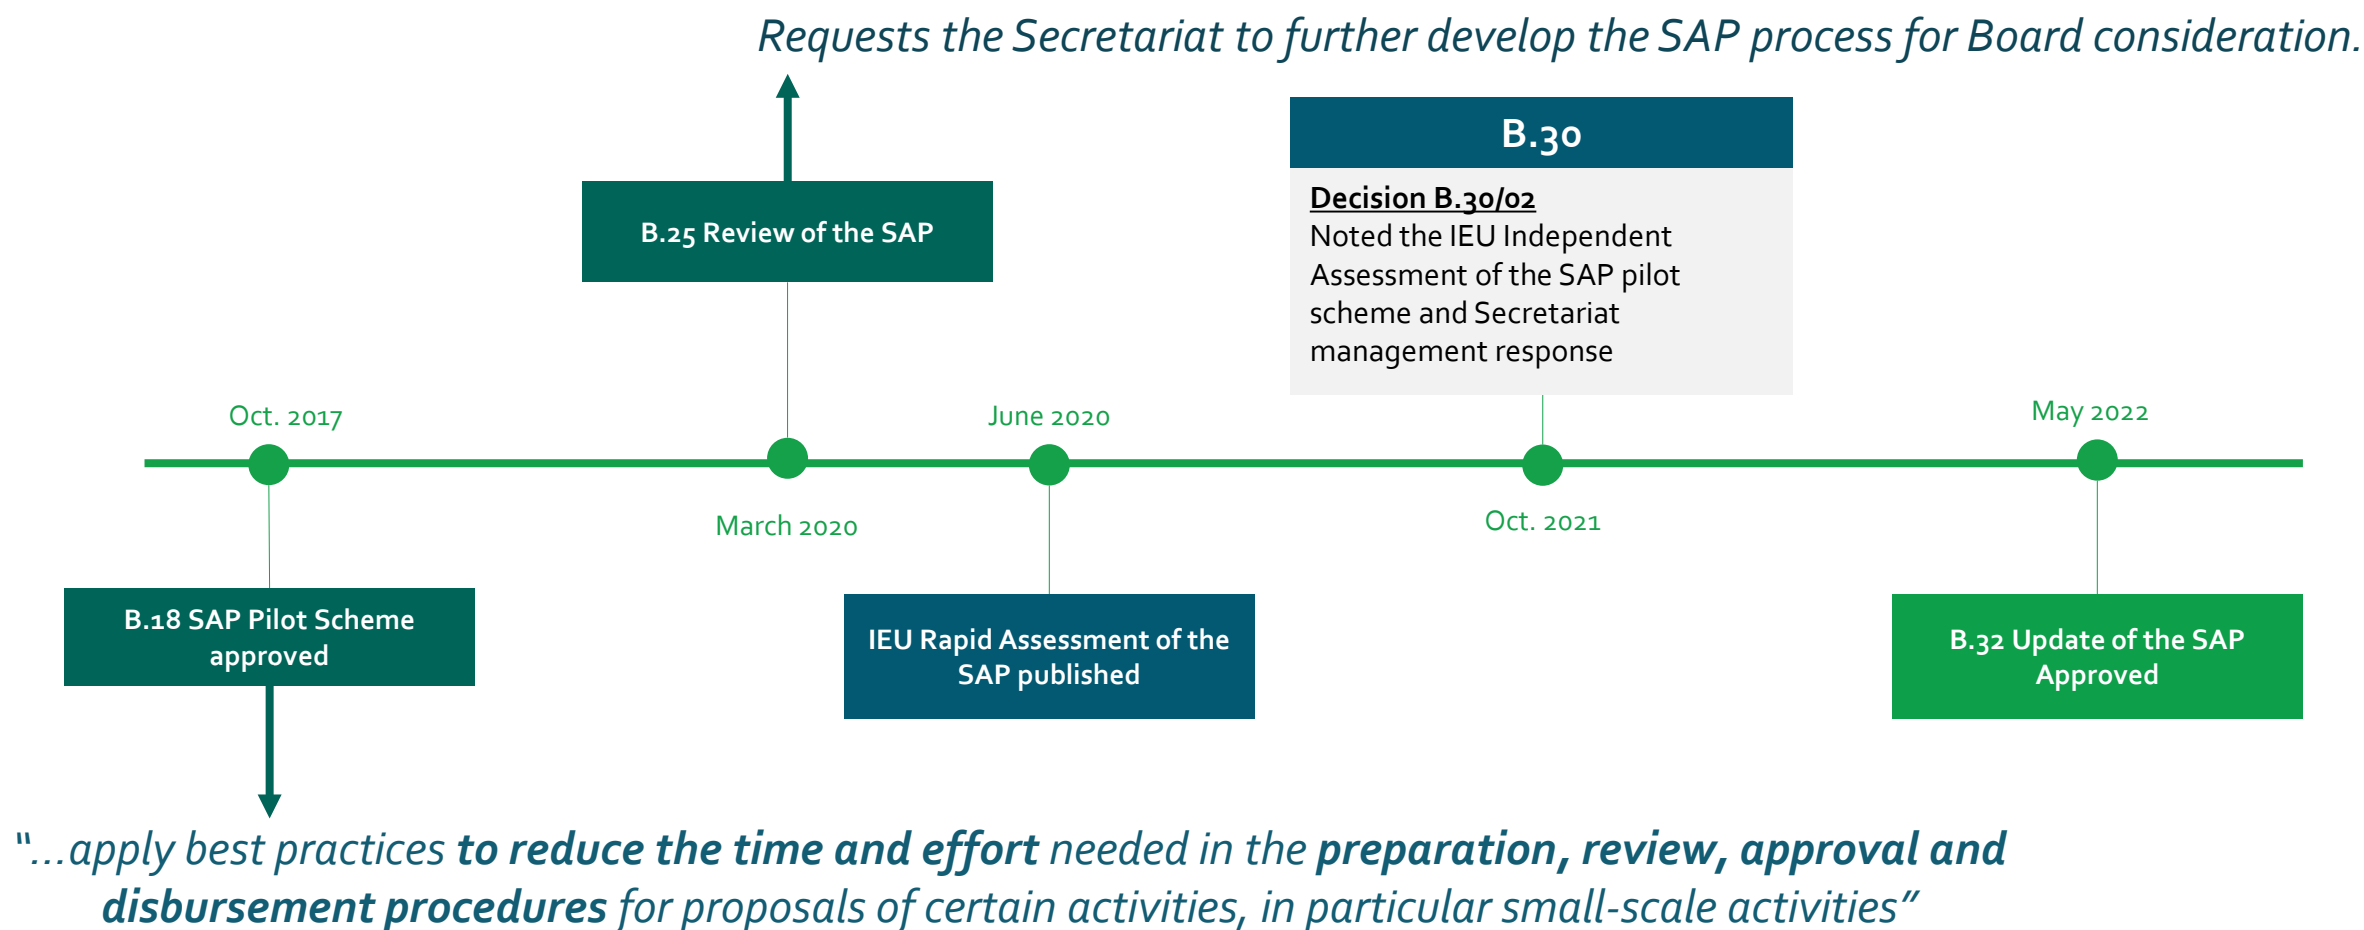 Requests the Secretariat to further develop the SAP process for Board consideration.
B.30
Decision B.30/02
Noted the IEU Independent
Assessment of the SAP pilot
scheme and Secretariat
management response
B.25 Review of the SAP
Oct. 2017
March 2020
June 2020
Oct. 2021
May 2022
B.18 SAP Pilot Scheme
approved
IEU Rapid Assessment of the
SAP published
B.32 Update of the SAP
Approved
“...apply best practices to reduce the time and effort needed in the preparation, review, approval and
disbursement procedures for proposals of certain activities, in particular small-scale activities”